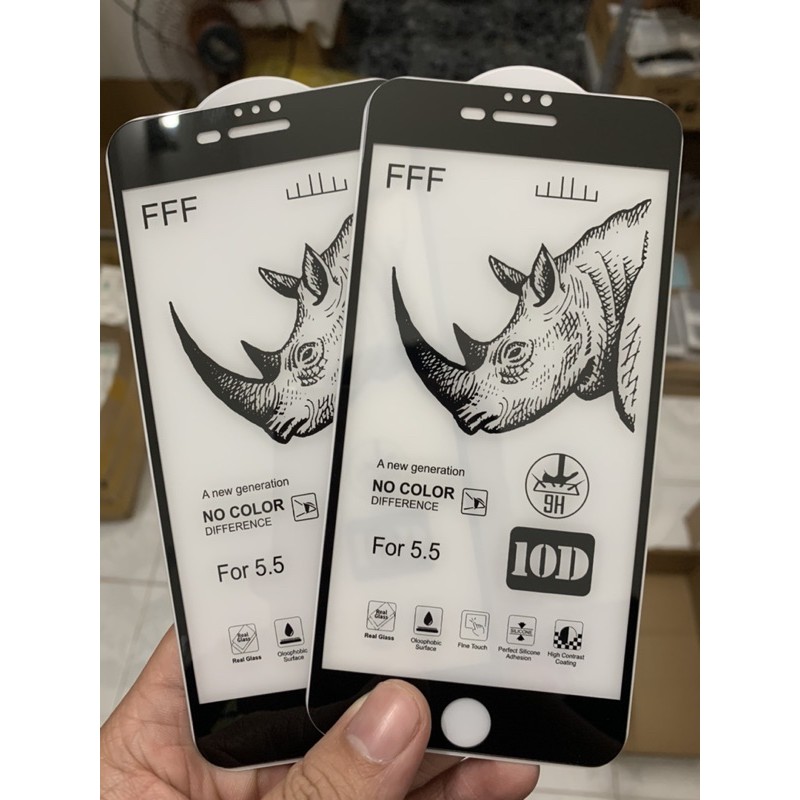 FFF
A new generation
NO COLOR
DIFFERENCE
For 5.5
Real Glass
Real Glass
Oloophobic
Surface
FFF
A new generation
NO COLOR
DIFFERENCE
9H
For 5.5
10D
Real Glass
SILICONE
Real Glass
Oloophobic
Surface
Fine Touch
Perfect Silicone
Adhesion
High Contrast
Coating